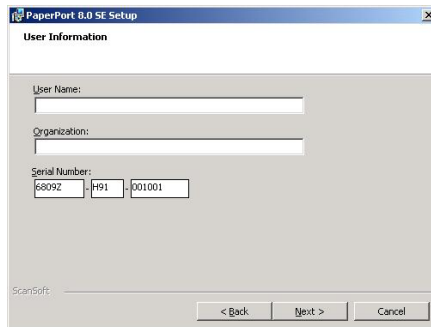 PaperPort 8.0 SE Setup
User Information
User Name:
Organization:
Serial Number:
6809Z - H91 - 001001
ScanSoft
< Back Next > Cancel